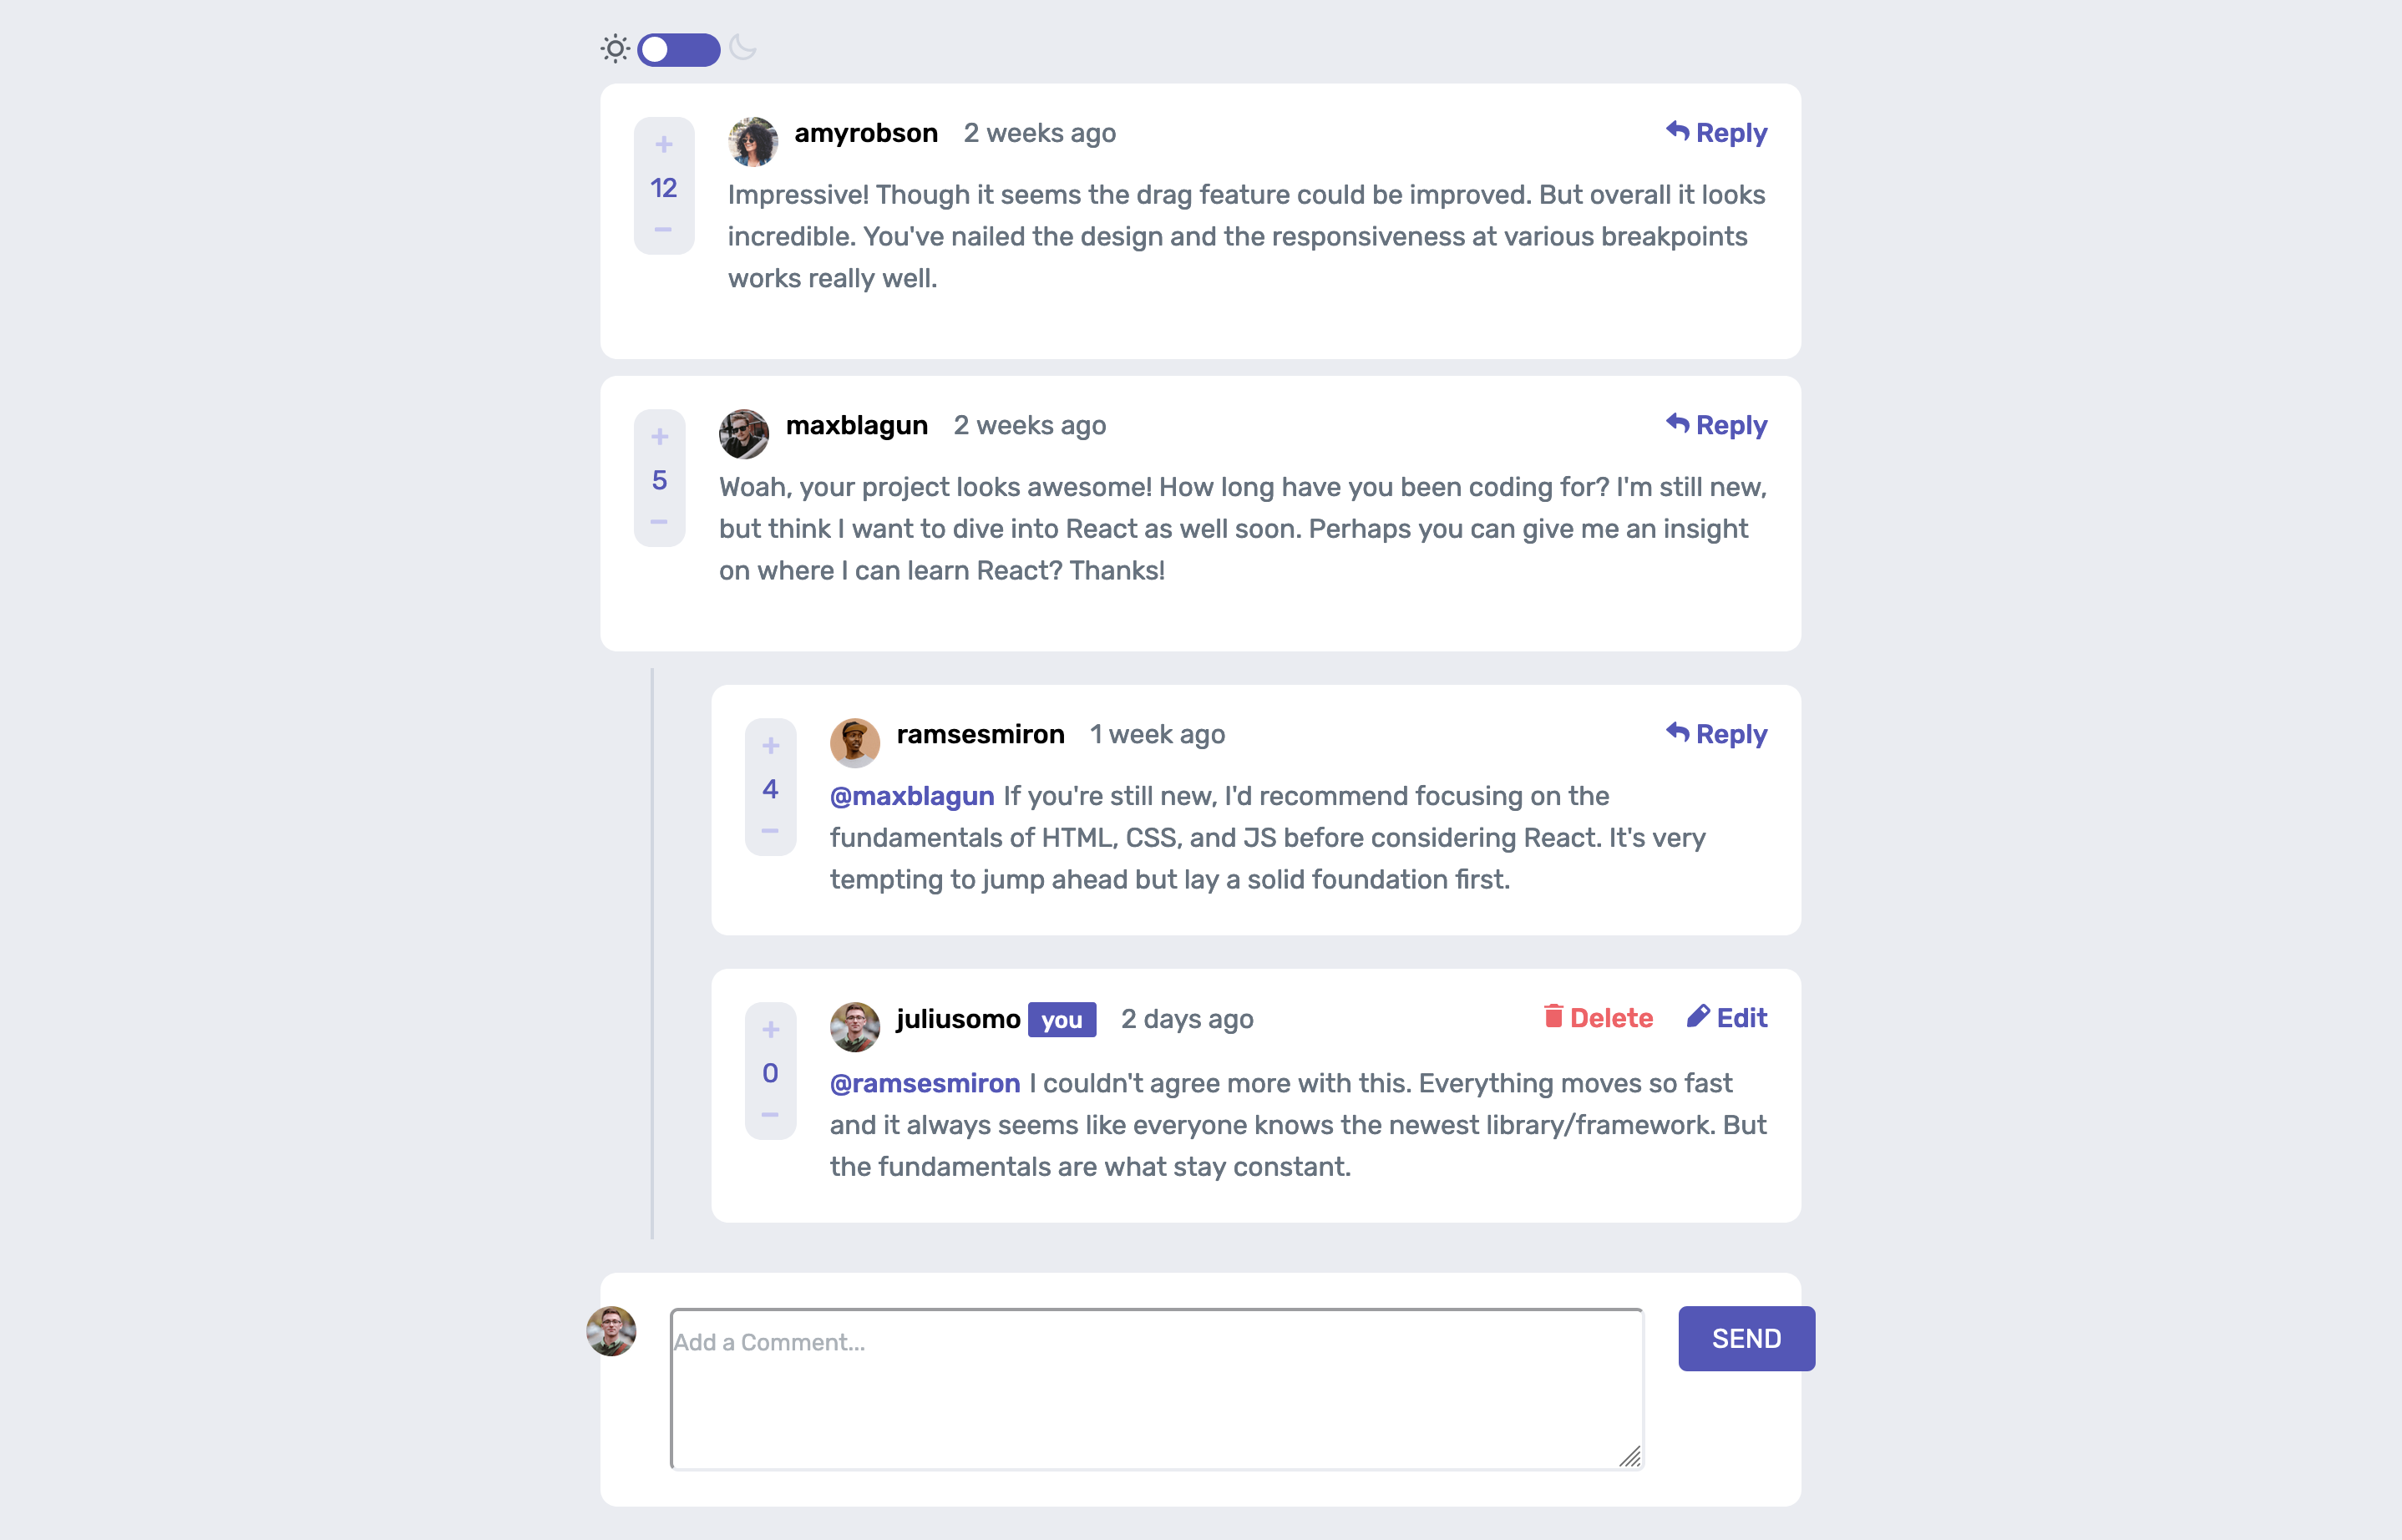 amyrobson 2 weeks ago Reply
12
Impressive! Though it seems the drag feature could be improved. But overall it looks
incredible. You've nailed the design and the responsiveness at various breakpoints
works really well.
maxblagun 2 weeks ago Reply
5
Woah, your project looks awesome! How long have you been coding for? I'm still new,
but think I want to dive into React as well soon. Perhaps you can give me an insight
on where I can learn React? Thanks!
ramsesmiron 1 week ago Reply
4
@maxblagun If you're still new, I'd recommend focusing on the
fundamentals of HTML, CSS, and JS before considering React. It's very
tempting to jump ahead but lay a solid foundation first.
juliusomo you 2 days ago Delete Edit
0
@ramsesmiron I couldn't agree more with this. Everything moves so fast
and it always seems like everyone knows the newest library/framework. But
the fundamentals are what stay constant.
Add a Comment...
SEND